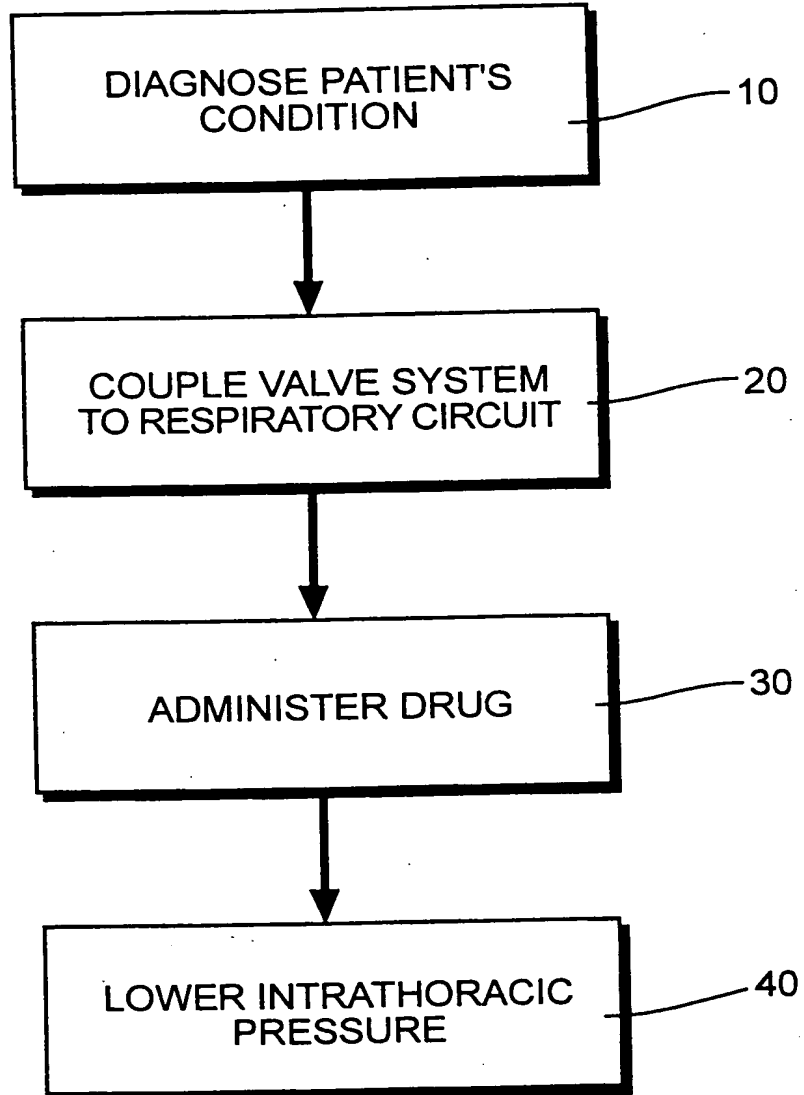 DIAGNOSE PATIENT'S
CONDITION
10
COUPLE VALVE SYSTEM
TO RESPIRATORY CIRCUIT
20
ADMINISTER DRUG
30
LOWER INTRATHORACIC
PRESSURE
40